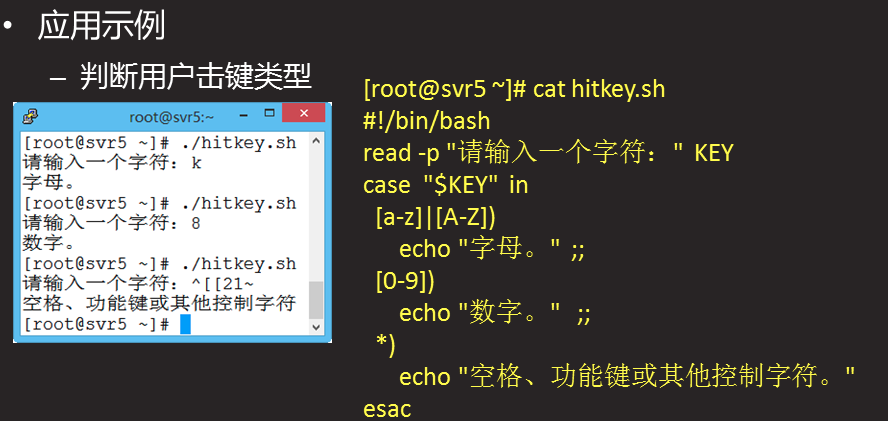 • 应用示例
– 判断用户击键类型
root@svr5:~
[root@svr5 ~]# ./hitkey.sh
请输入一个字符：k
字母。
[root@svr5 ~]# ./hitkey.sh
请输入一个字符：8
数字。
[root@svr5 ~]# ./hitkey.sh
请输入一个字符：^[[21~
空格、功能键或其他控制字符
[root@svr5 ~]#
[root@svr5 ~]# cat hitkey.sh
#!/bin/bash
read -p "请输入一个字符：" KEY
case "$KEY" in
[a-z]|[A-Z])
echo "字母。" ;;
[0-9])
echo "数字。" ;;
*)
echo "空格、功能键或其他控制字符。"
esac